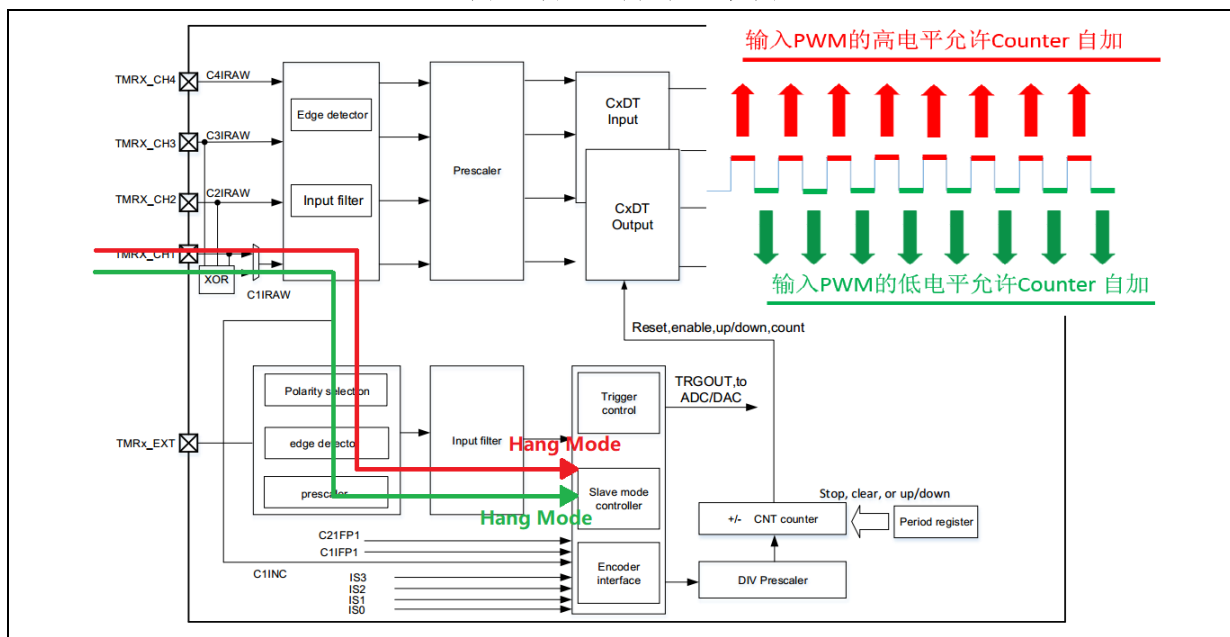 输入PWM的高电平允许Counter 自加
TMRX_CH4
C4IRAW
TMRX_CH3
C3IRAW
TMRX_CH2
C2IRAW
TMRX_CH1
XOR
C1IRAW
Edge detector
Input filter
Prescaler
CxDT
Input
CxDT
Output
输入PWM的低电平允许Counter 自加
Reset,enable,up/down,count
TMRx_EXT
Polarity selection
edge detector
prescaler
Input filter
Hang Mode
Hang Mode
Trigger
control
Slave mode
controller
Encoder
interface
TRGOUT,to
ADC/DAC
Stop, clear, or up/down
+/- CNT counter
Period register
DIV Prescaler
C21FP1
C1IFP1
C1INC
IS3
IS2
IS1
IS0